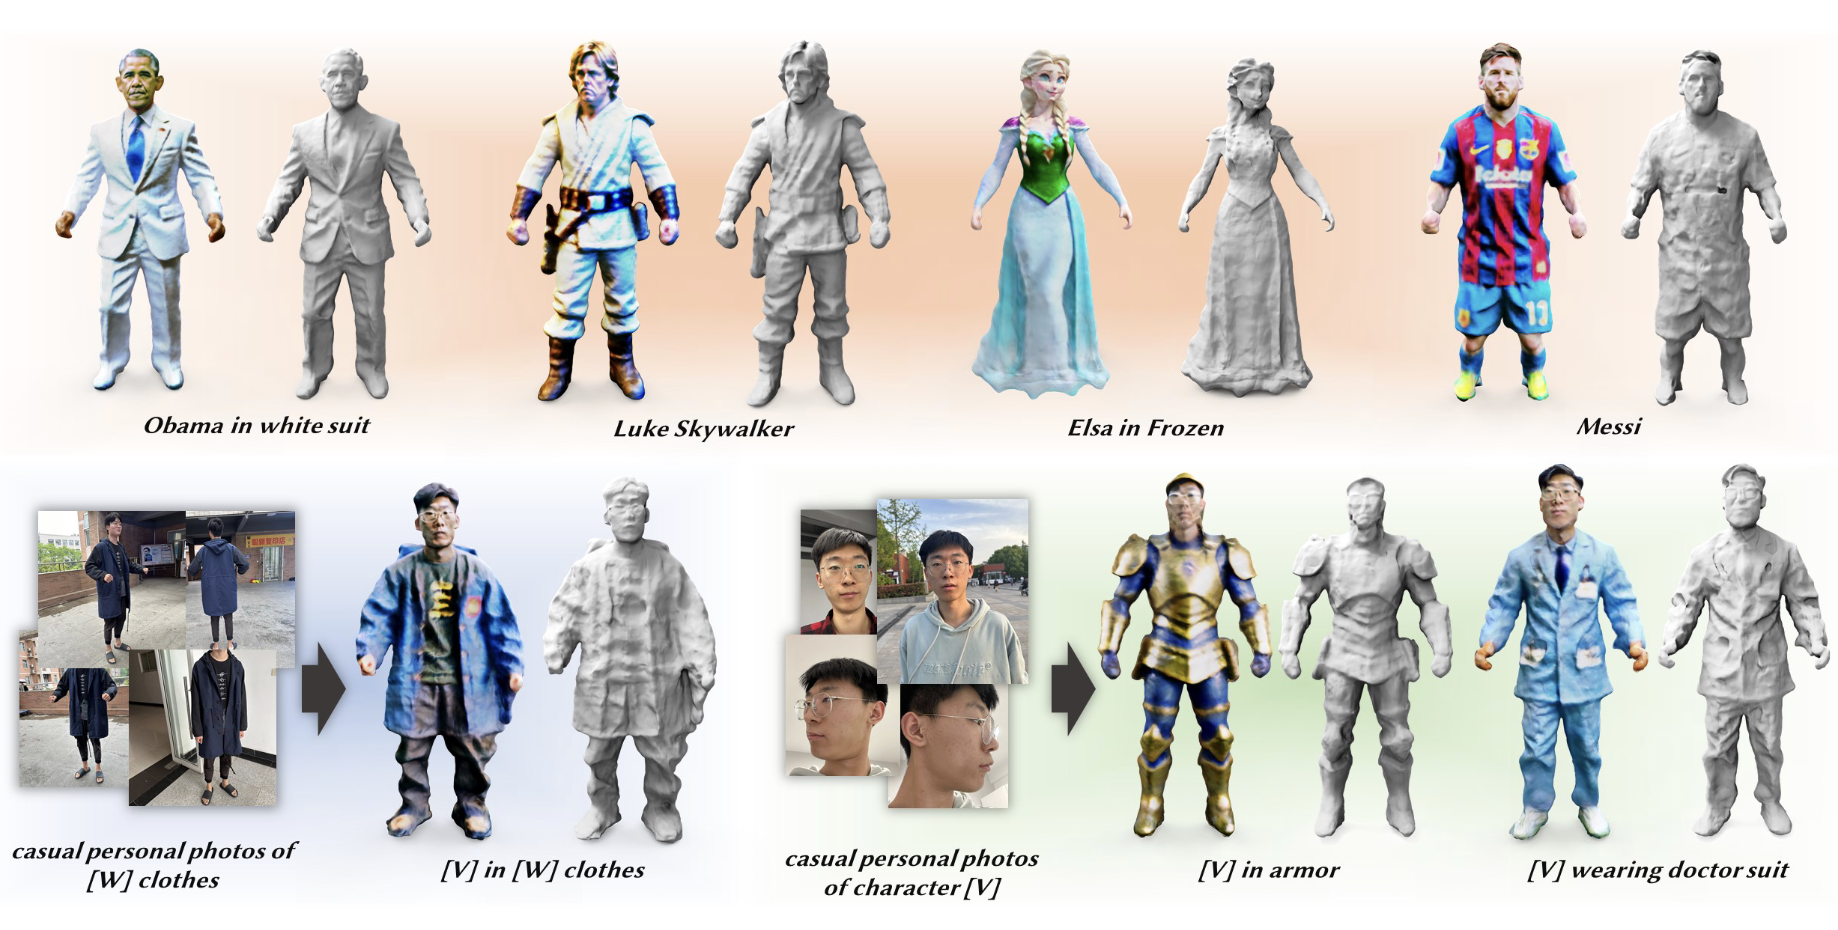 Obama in white suit
Luke Skywalker
Elsa in Frozen
Messi
casual personal photos of
[W] clothes
[V] in [W] clothes
casual personal photos
of character [V]
[V] in armor
[V] wearing doctor suit